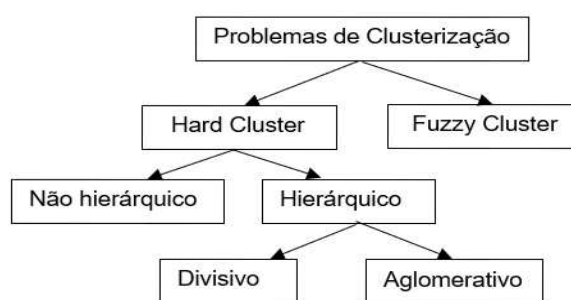 Problemas de Clusterização
Hard Cluster
Fuzzy Cluster
Não hierárquico
Hierárquico
Divisivo
Aglomerativo